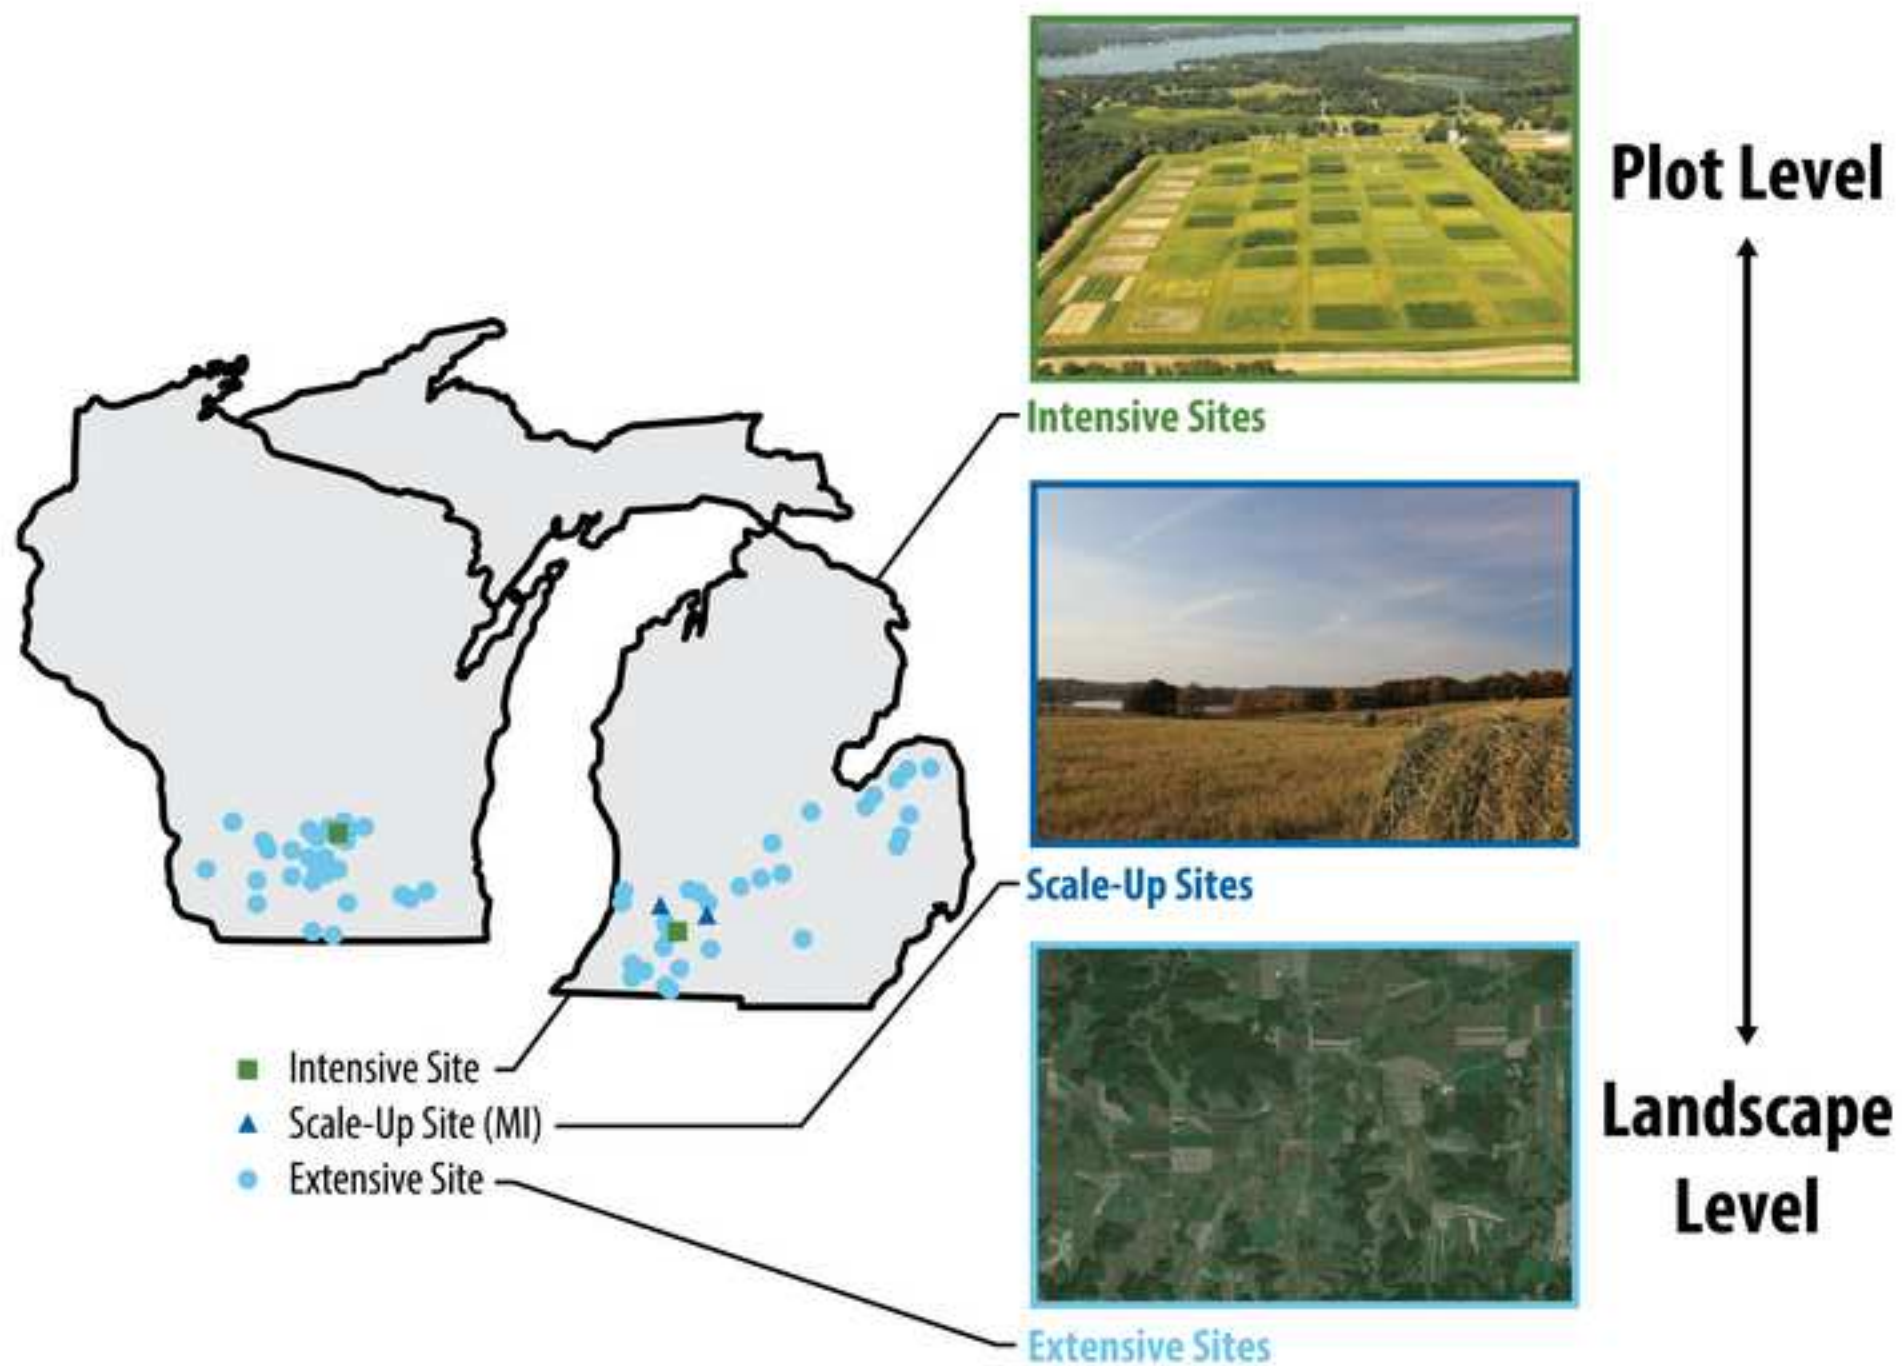 Plot Level
Intensive Sites
Scale-Up Sites
Intensive Site
Scale-Up Site (MI)
Extensive Site
Landscape
Level
Extensive Sites